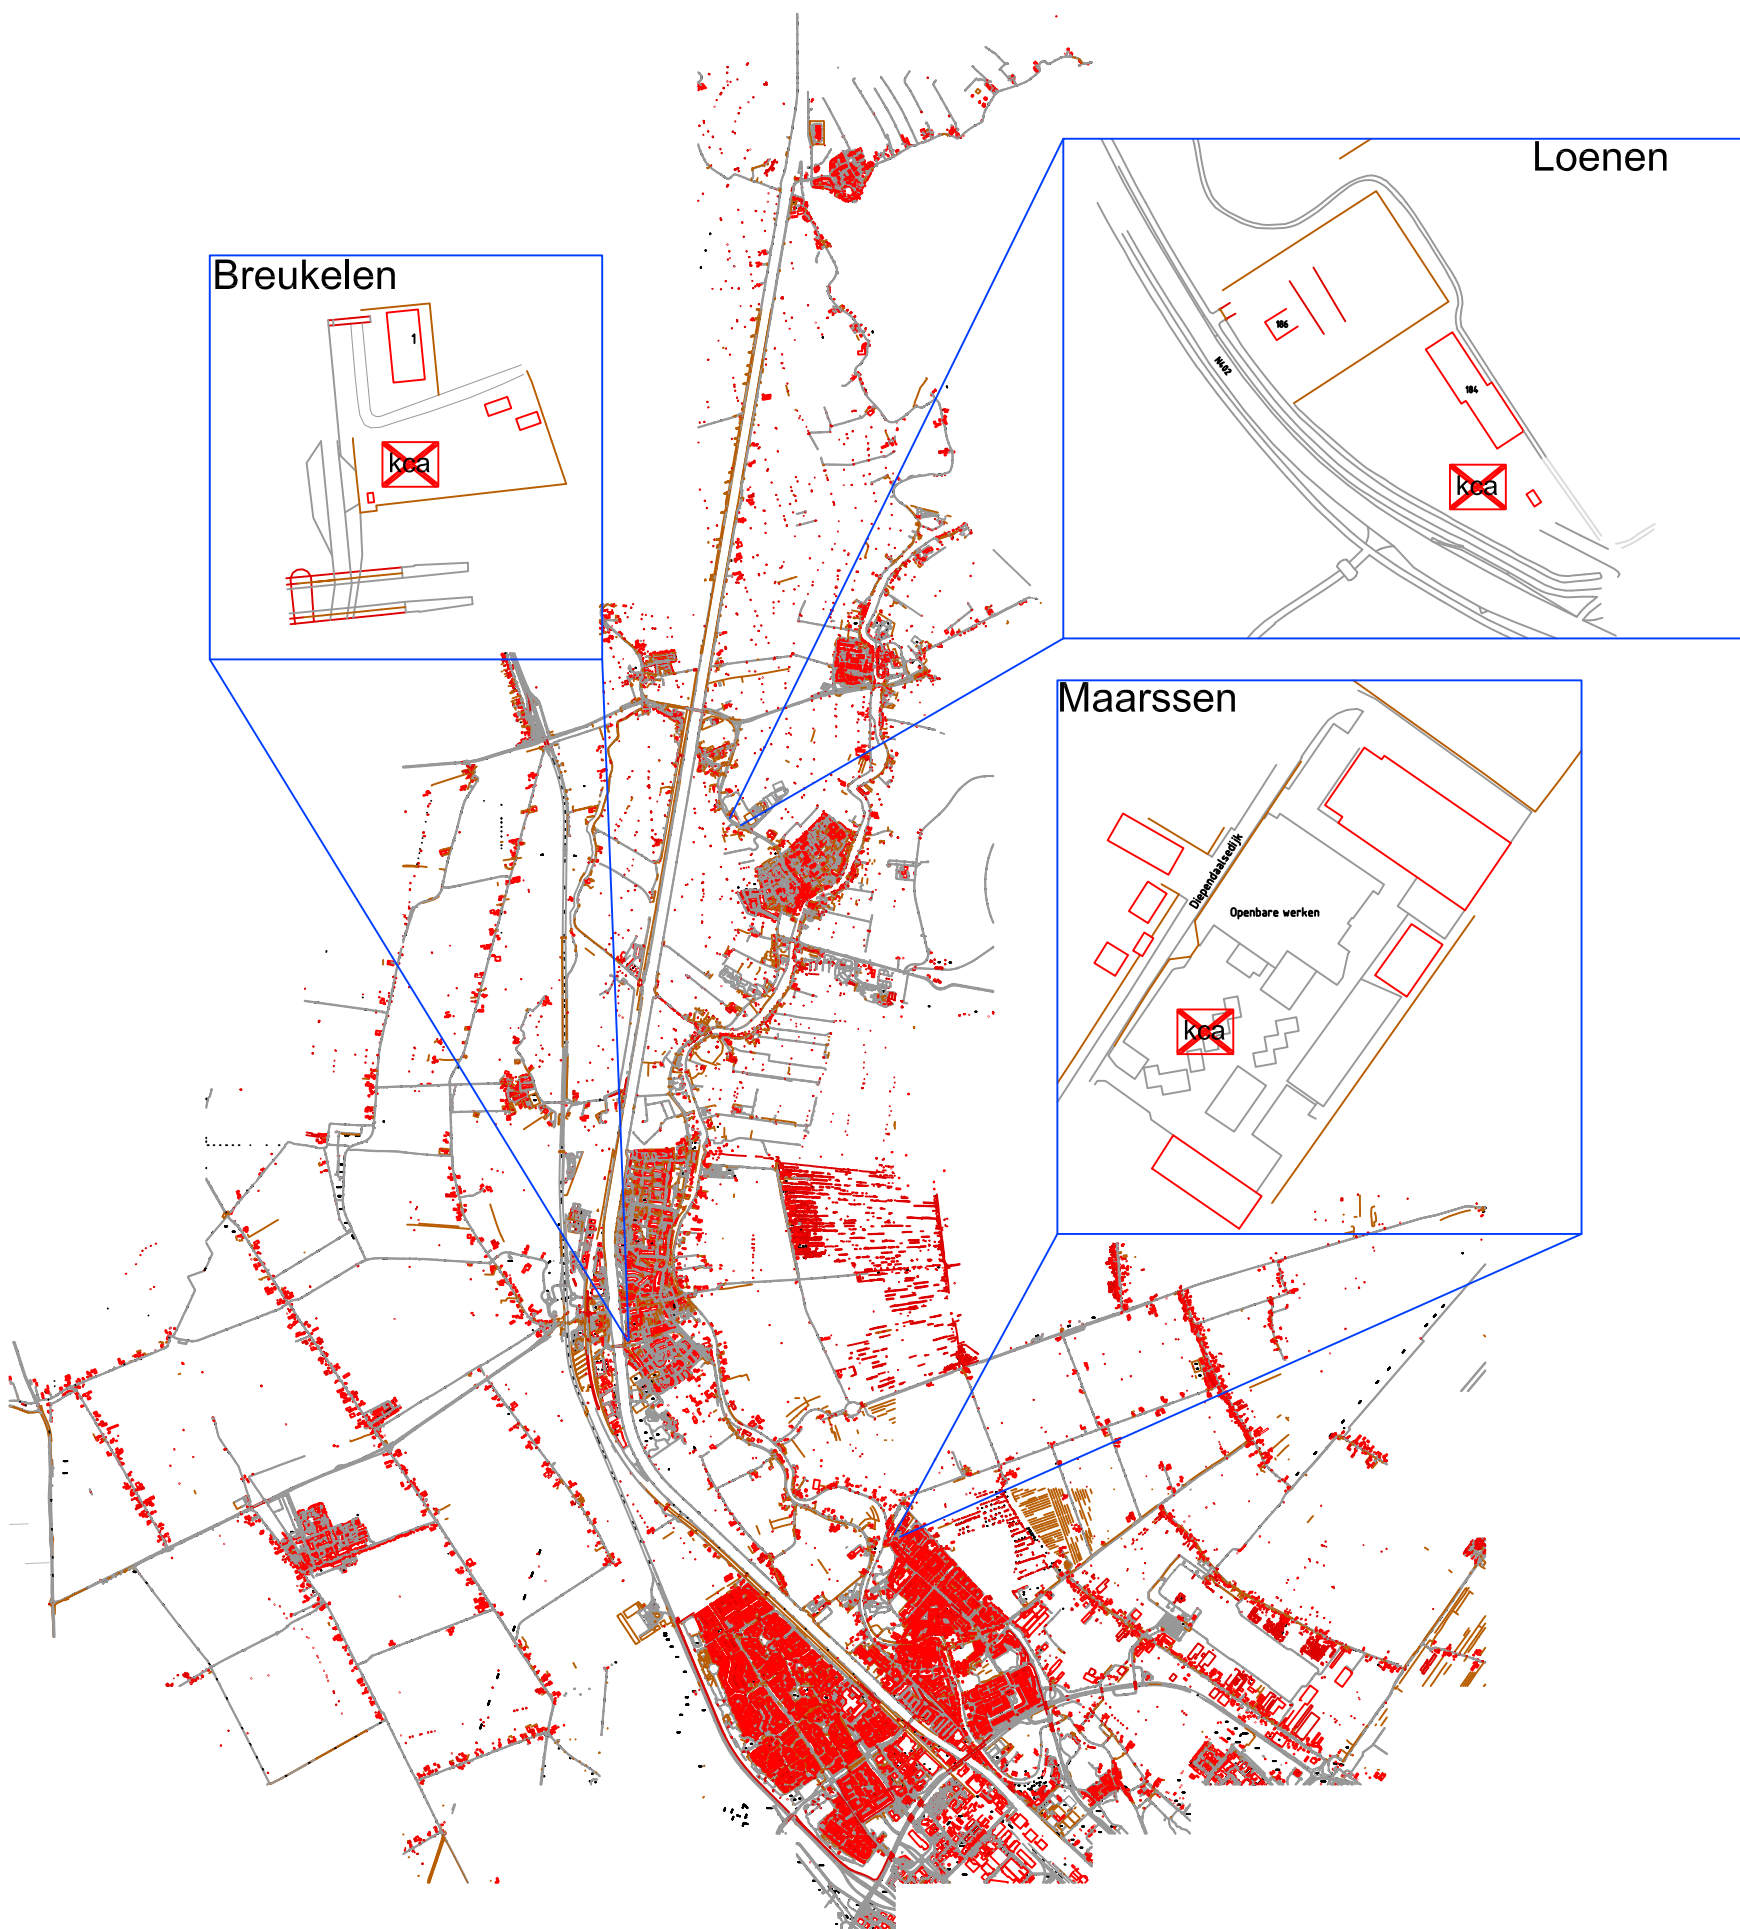 Loenen
186
N402
184
kca
Breukelen
1
kca
Maarssen
Diependaalsedijk
Openbare werken
kca